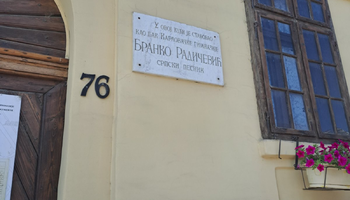 У ОВОЈ КУЋИ ЈЕ СТАНОВАО
КАО ЂАК КАРЛОВАЧКЕ ГИМНАЗИЈЕ
БРАНКО РАДИЧЕВИЋ
СРПСКИ ПЕСНИК
76